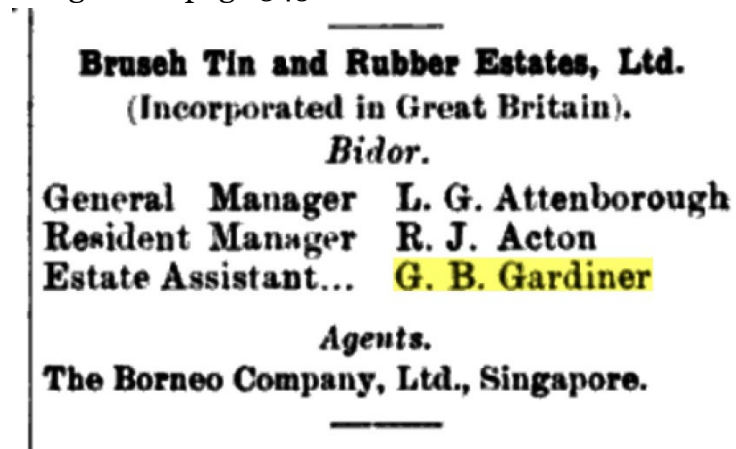 Bruseh Tin and Rubber Estates, Ltd.
(Incorporated in Great Britain).
Bidor.
General Manager L. G. Attenborough
Resident Manager R. J. Acton
Estate Assistant... G. B. Gardiner
Agents.
The Borneo Company, Ltd., Singapore.